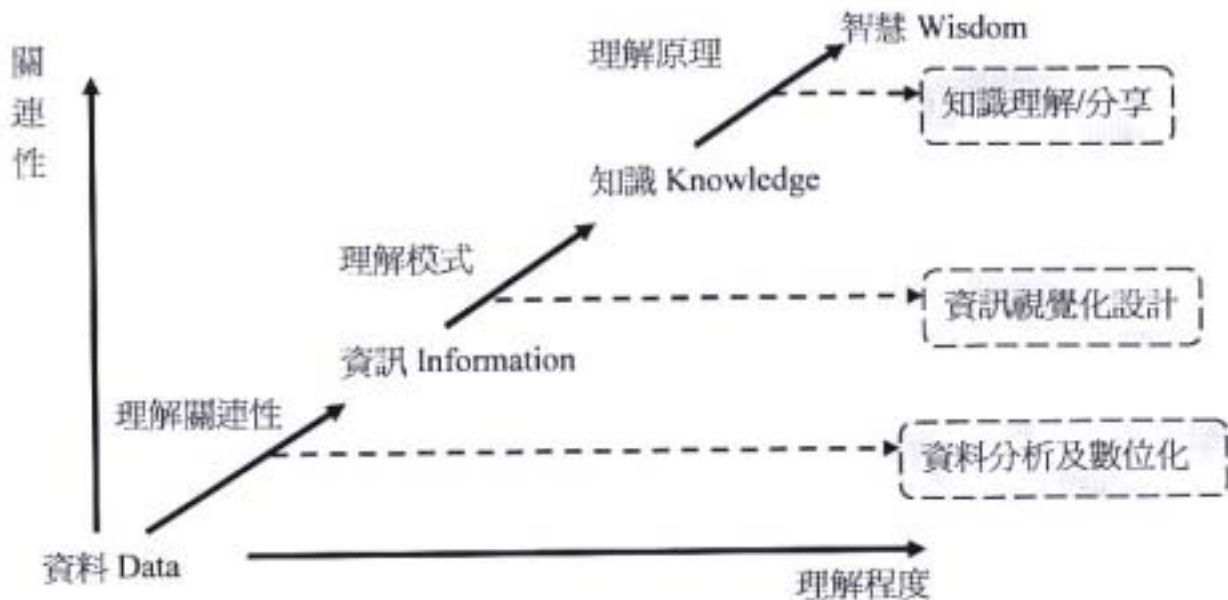 智慧 Wisdom
理解原理
關連性
知識理解/分享
知識 Knowledge
理解模式
資訊視覺化設計
資訊 Information
理解關連性
資料分析及數位化
資料 Data
理解程度